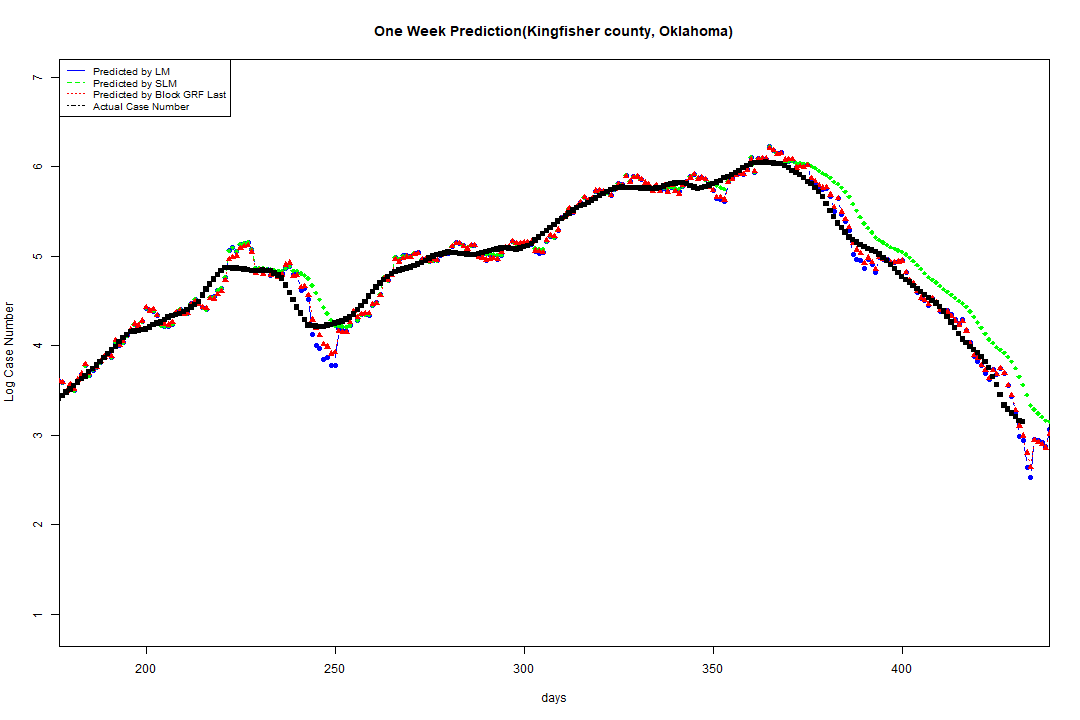 One Week Prediction(Kingfisher county, Oklahoma)
Predicted by LM
Predicted by SLM
Predicted by Block GRF Last
Actual Case Number
Log Case Number
7
6
5
4
3
2
1
200 250 300 350 400
days